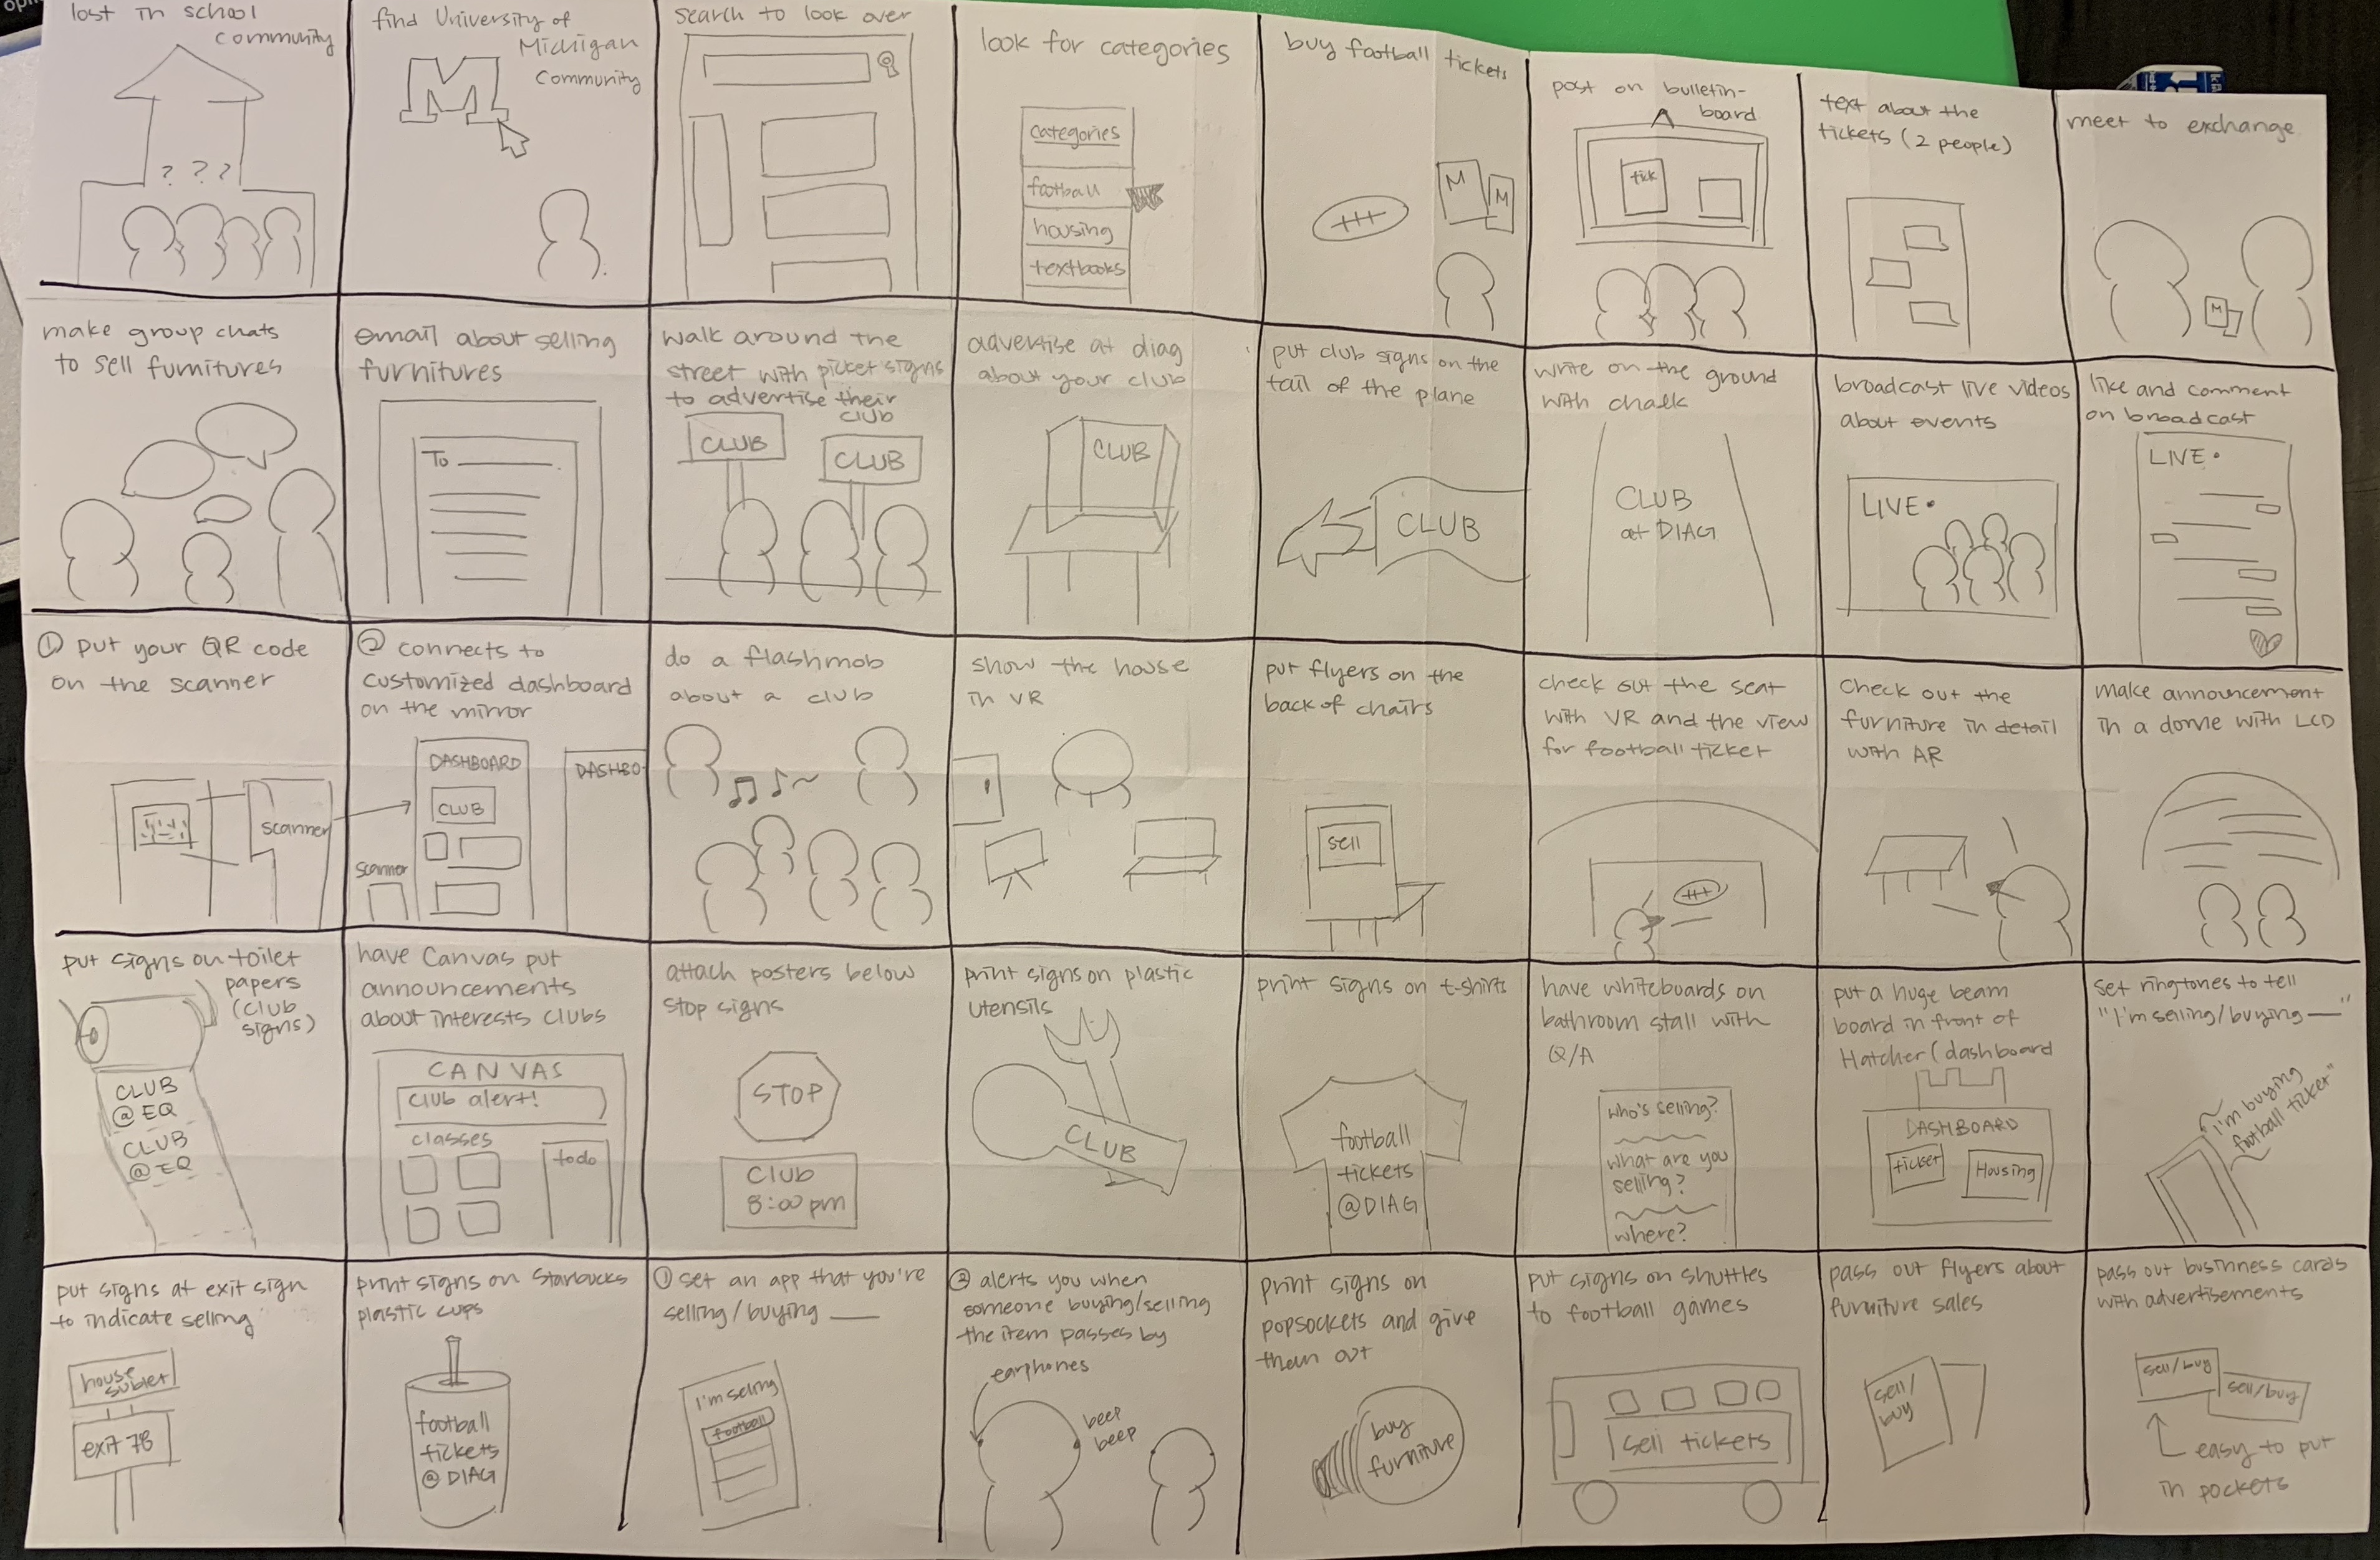 lost in school
community
? ? ?
find University of
Michigan
Community
M
search to look over
look for categories
categories
football
housing
textbooks
buy football tickets
M
M
post on bulletin-
board
tick
text about the
tickets (2 people)
meet to exchange
M
make group chats
to sell furnitures
email about selling
furnitures
To
walk around the
street with picket signs
to advertise their
club
CLUB
CLUB
advertise at diag
about your club
CLUB
put club signs on the
tail of the plane
CLUB
write on the ground
with chalk
CLUB
at DIAG
broadcast live videos
about events
LIVE
like and comment
on broadcast
LIVE
① put your QR code
on the scanner
scanner
② connects to
customized dashboard
on the mirror
DASHBOARD
CLUB
scanner
DASHBO
do a flashmob
about a club
show the house
in VR
put flyers on the
back of chairs
sell
check out the seat
with VR and the view
for football ticket
check out the
furniture in detail
with AR
make announcement
in a dome with LCD
put signs on toilet
papers
(club
signs)
CLUB
@EQ
CLUB
@EQ
have Canvas put
announcements
about interests clubs
CANVAS
club alert!
classes
todo
attach posters below
stop signs
STOP
CLUB
8:00 pm
print signs on plastic
utensils
CLUB
print signs on t-shirts
football
tickets
@DIAG
have whiteboards on
bathroom stall with
Q/A
who's selling?
what are you
selling?
where?
put a huge beam
board in front of
Hatcher (dashboard
DASHBOARD
ticket
Housing
set ringtones to tell
"I'm selling/buying __"
"I'm buying
football ticket"
put signs at exit sign
to indicate selling
house
sublet
exit 7B
print signs on Starbucks
plastic cups
football
tickets
@ DIAG
① set an app that you're
selling/buying __
I'm seling
football
② alerts you when
someone buying/selling
the item passes by
earphones
beep
beep
print signs on
popsockets and give
them out
buy
furniture
put signs on shuttles
to football games
sell tickets
pass out flyers about
furniture sales
sell/
buy
pass out businness cards
with advertisements
sell/buy
sell/buy
easy to put
in pockets